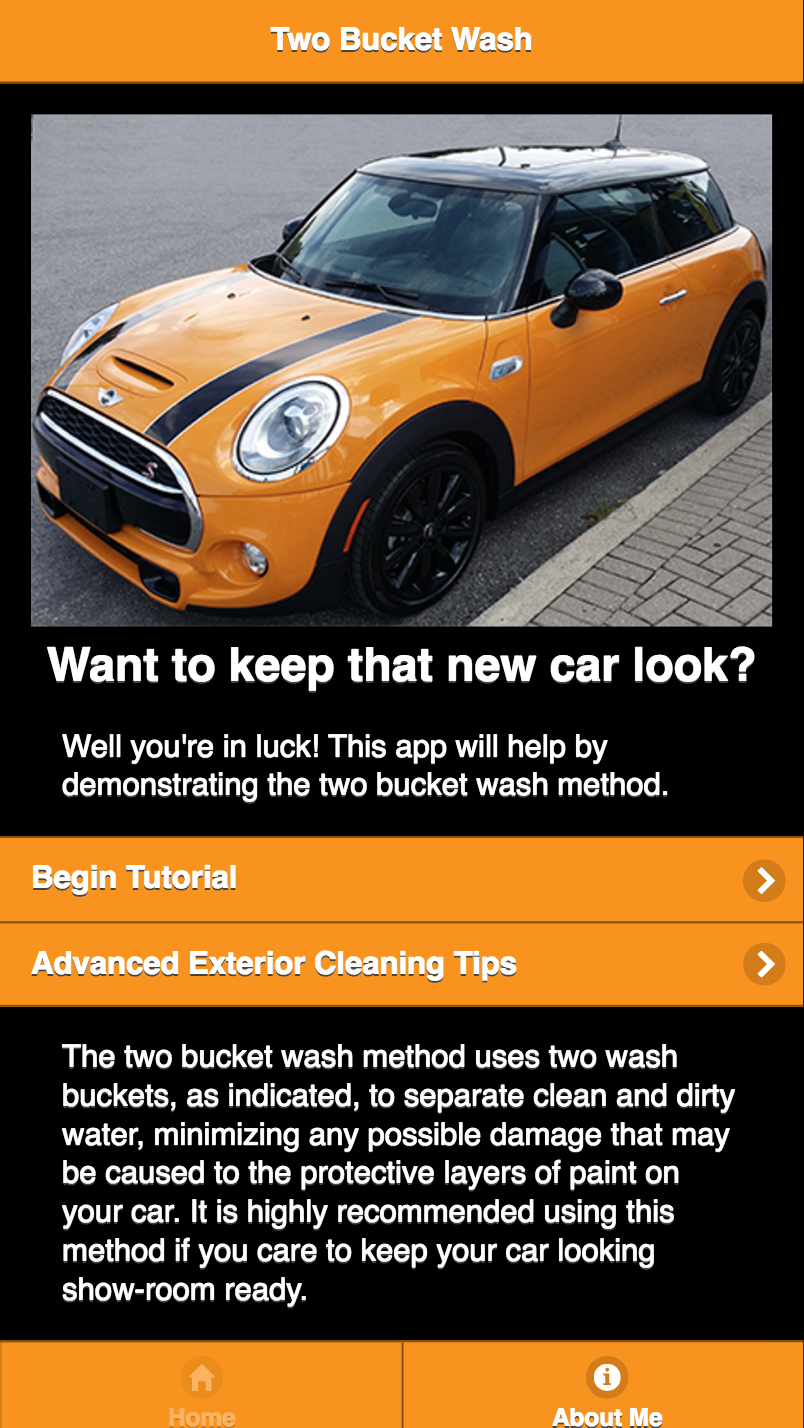 Two Bucket Wash
S
Want to keep that new car look?
Well you're in luck! This app will help by
demonstrating the two bucket wash method.
Begin Tutorial
Advanced Exterior Cleaning Tips
The two bucket wash method uses two wash
buckets, as indicated, to separate clean and dirty
water, minimizing any possible damage that may
be caused to the protective layers of paint on
your car. It is highly recommended using this
method if you care to keep your car looking
show-room ready.
Home
About Me